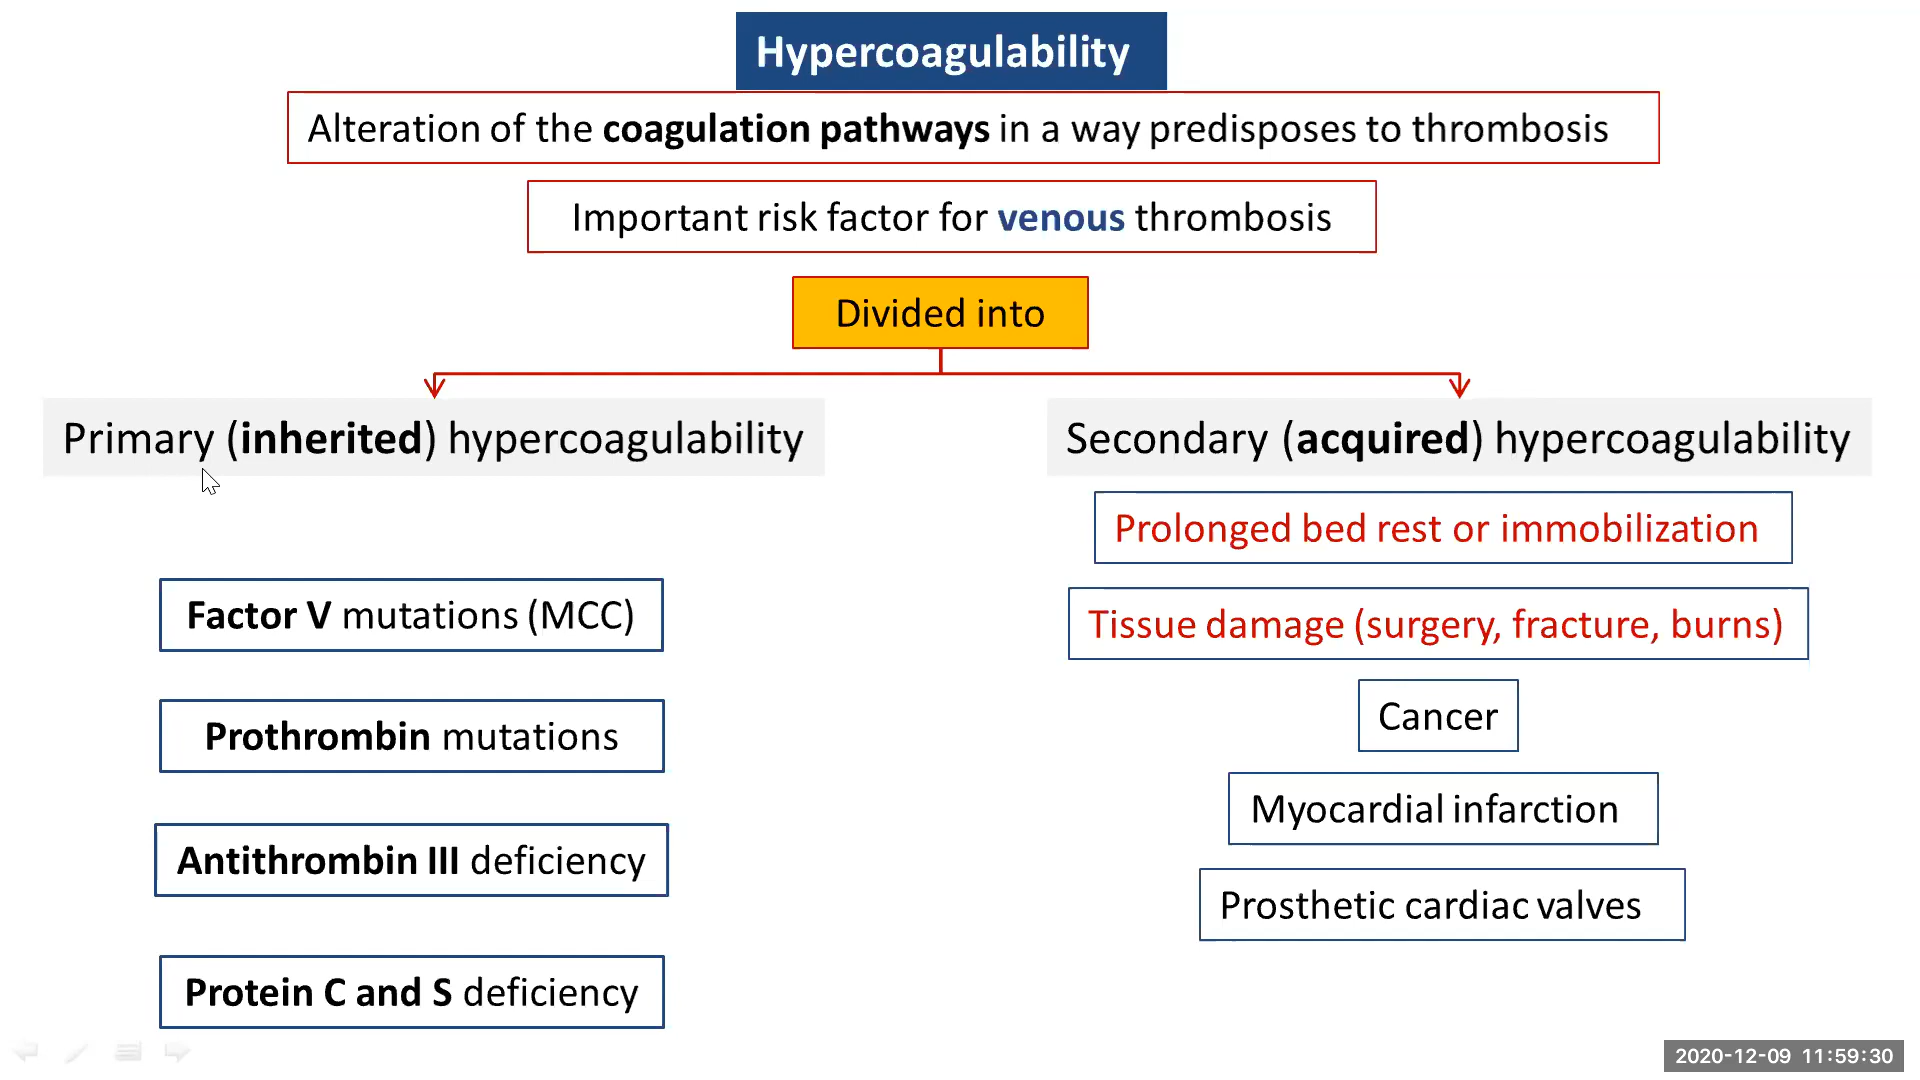 Hypercoagulability
Alteration of the coagulation pathways in a way predisposes to thrombosis
Important risk factor for venous thrombosis
Divided into
Primary (inherited) hypercoagulability
Factor V mutations (MCC)
Prothrombin mutations
Antithrombin III deficiency
Protein C and S deficiency
Secondary (acquired) hypercoagulability
Prolonged bed rest or immobilization
Tissue damage (surgery, fracture, burns)
Cancer
Myocardial infarction
Prosthetic cardiac valves
2020-12-09 11:59:30